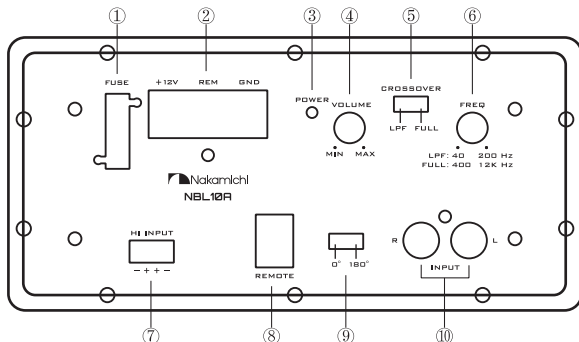 ① ② ③ ④ ⑤ ⑥
FUSE +12V REM GND POWER VOLUME CROSSOVER FREQ
LPF FULL
MIN MAX
LPF: 40 200 Hz
FULL: 400 12K Hz
Nakamichi
NBL10A
HI INPUT
− + + −
REMOTE
0° 180°
R L
INPUT
⑦ ⑧ ⑨ ⑩